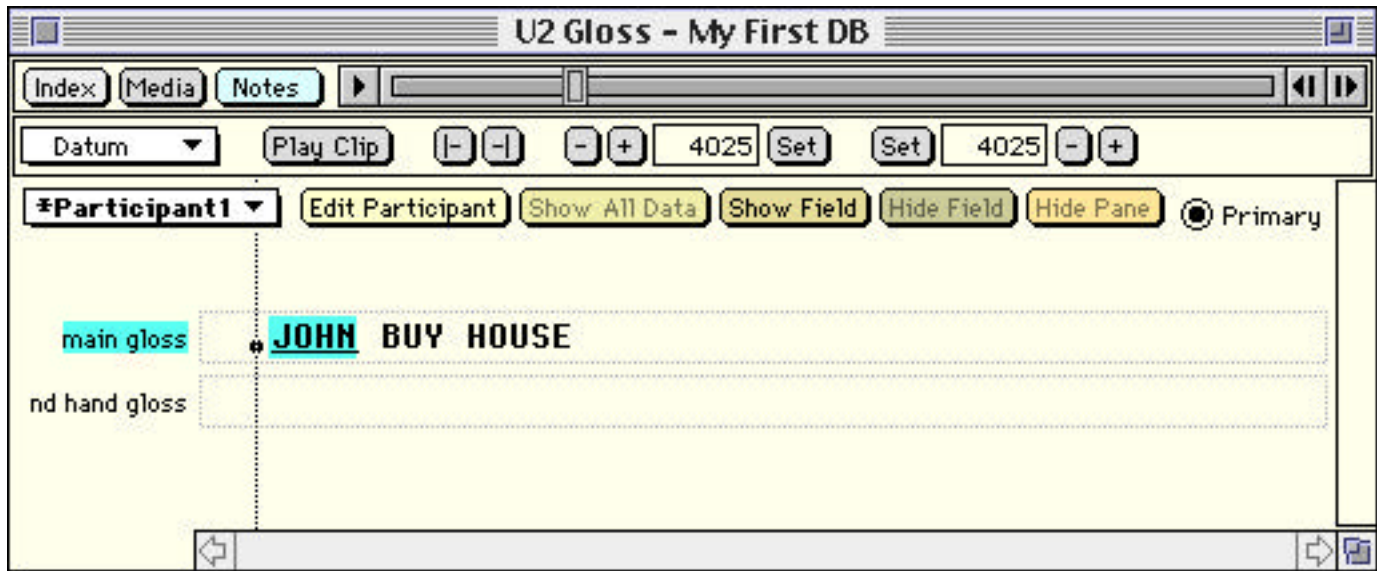 U2 Gloss - My First DB
Index Media Notes
Datum Play Clip |- -| - + 4025 Set Set 4025 - +
*Participant1 Edit Participant Show All Data Show Field Hide Field Hide Pane Primary
main gloss JOHN BUY HOUSE
nd hand gloss